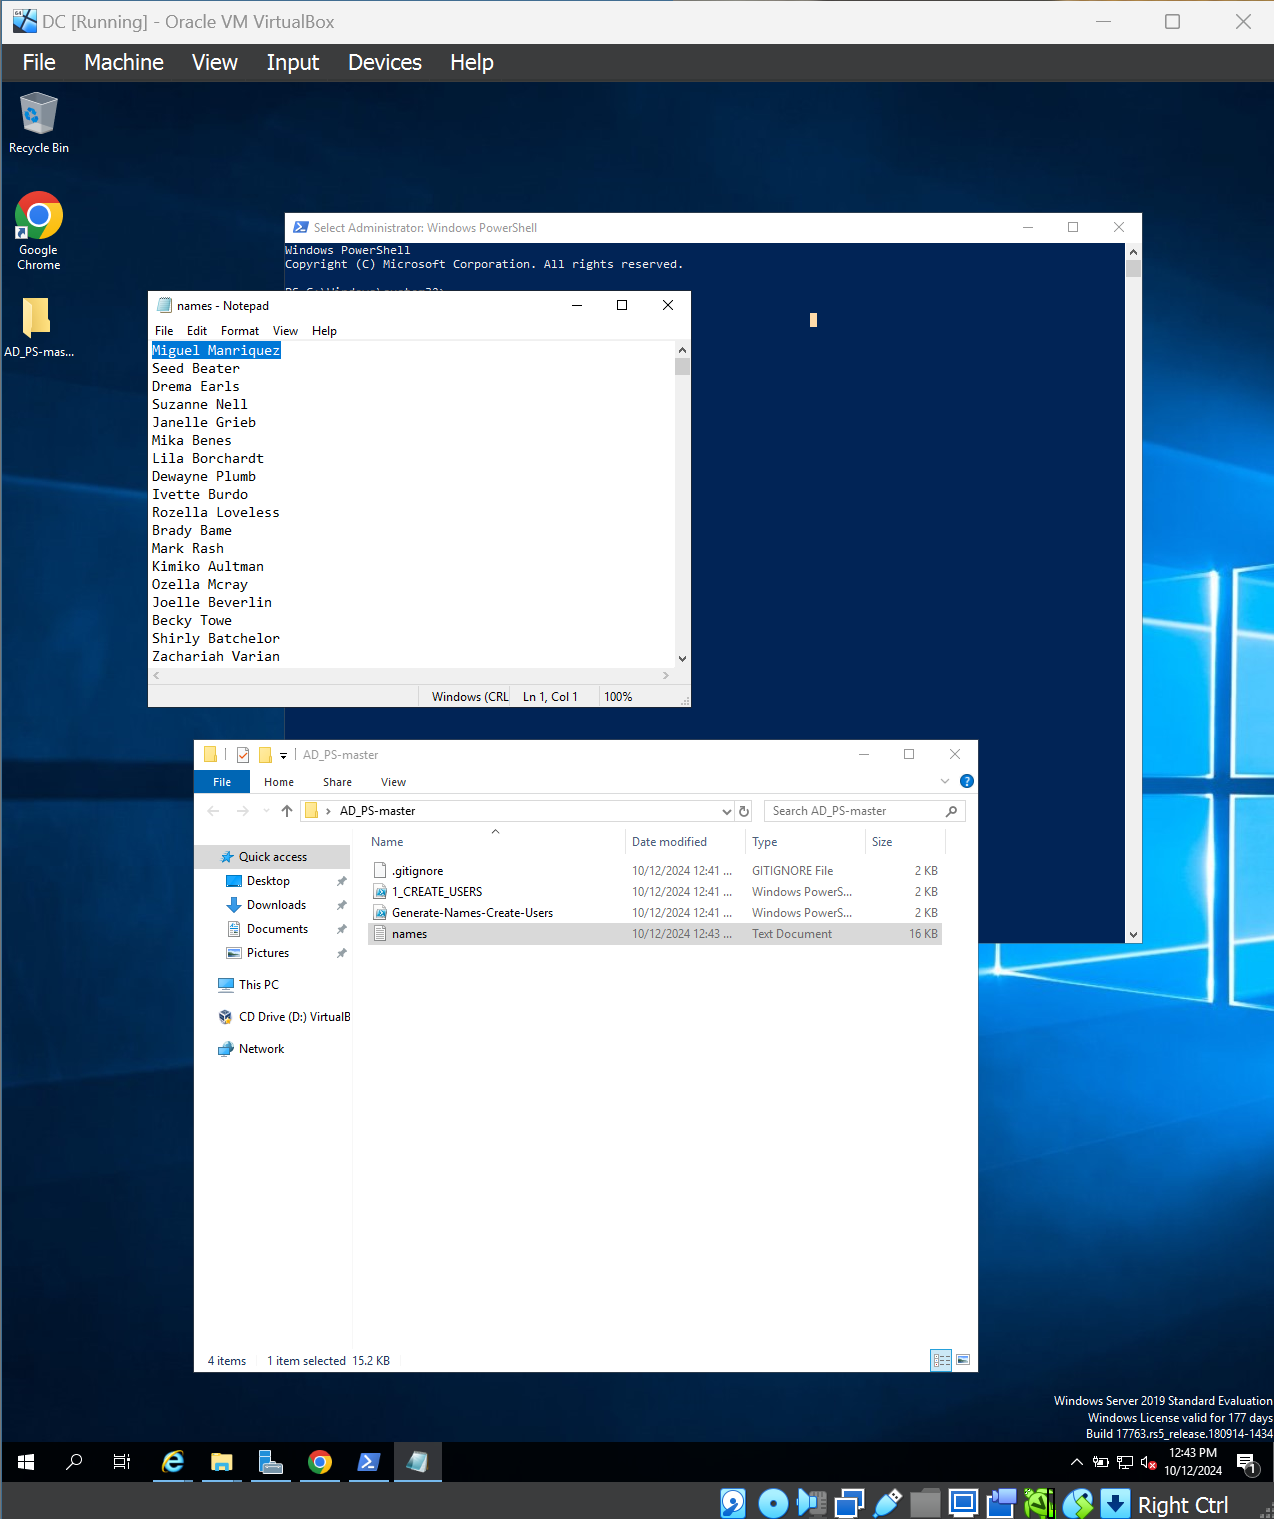 DC [Running] - Oracle VM VirtualBox
File Machine View Input Devices Help
Recycle Bin
Google
Chrome
AD_PS-mas...
Select Administrator: Windows PowerShell
Windows PowerShell
Copyright (C) Microsoft Corporation. All rights reserved.
names - Notepad
File Edit Format View Help
Miguel Manriquez
Seed Beater
Drema Earls
Suzanne Nell
Janelle Grieb
Mika Benes
Lila Borchardt
Dewayne Plumb
Ivette Burdo
Rozella Loveless
Brady Bame
Mark Rash
Kimiko Aultman
Ozella Mcray
Joelle Beverlin
Becky Towe
Shirly Batchelor
Zachariah Varian
Windows (CRL Ln 1, Col 1 100%
AD_PS-master
File Home Share View
AD_PS-master
Search AD_PS-master
Name Date modified Type Size
.gitignore 10/12/2024 12:41 ... GITIGNORE File 2 KB
1_CREATE_USERS 10/12/2024 12:41 ... Windows PowerS... 2 KB
Generate-Names-Create-Users 10/12/2024 12:41 ... Windows PowerS... 2 KB
names 10/12/2024 12:43 ... Text Document 16 KB
Quick access
Desktop
Downloads
Documents
Pictures
This PC
CD Drive (D:) VirtualB
Network
4 items 1 item selected 15.2 KB
Windows Server 2019 Standard Evaluation
Windows License valid for 177 days
Build 17763.rs5_release.180914-1434
12:43 PM
10/12/2024
1
Right Ctrl